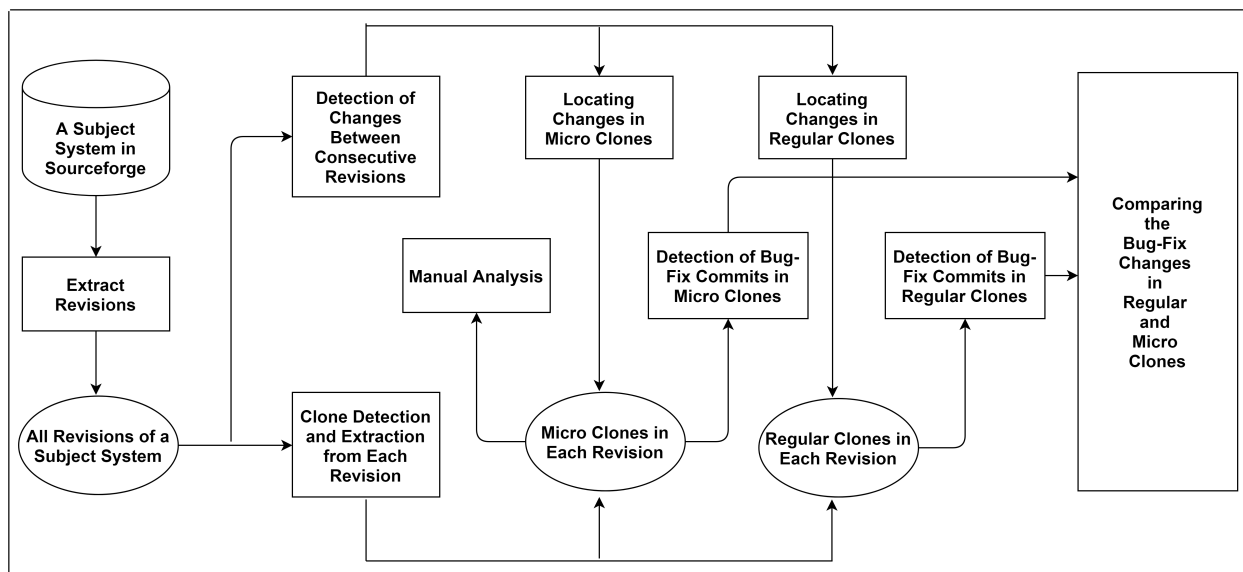 A Subject
System in
Sourceforge
Extract
Revisions
All Revisions of a
Subject System
Detection of
Changes
Between
Consecutive
Revisions
Clone Detection
and Extraction
from Each
Revision
Locating
Changes in
Micro Clones
Locating
Changes in
Regular Clones
Manual Analysis
Detection of Bug-
Fix Commits in
Micro Clones
Detection of Bug-
Fix Commits in
Regular Clones
Micro Clones in
Each Revision
Regular Clones in
Each Revision
Comparing
the
Bug-Fix
Changes
in
Regular
and
Micro
Clones